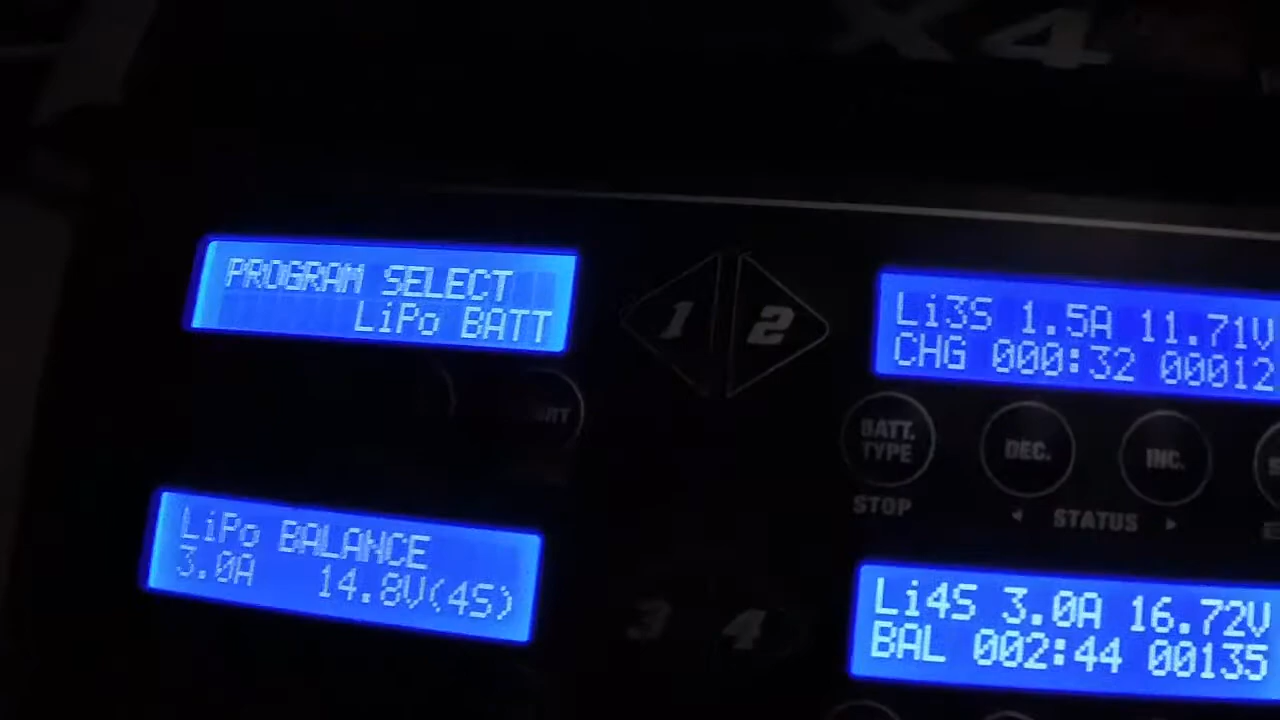 X4
PROGRAM SELECT
LiPo BATT
1 2
Li3S 1.5A 11.71V
CHG 000:32 00012
BATT. TYPE
DEC.
INC.
STOP
◄ STATUS ►
LiPo BALANCE
3.0A 14.8V(4S)
3 4
Li4S 3.0A 16.72V
BAL 002:44 00135